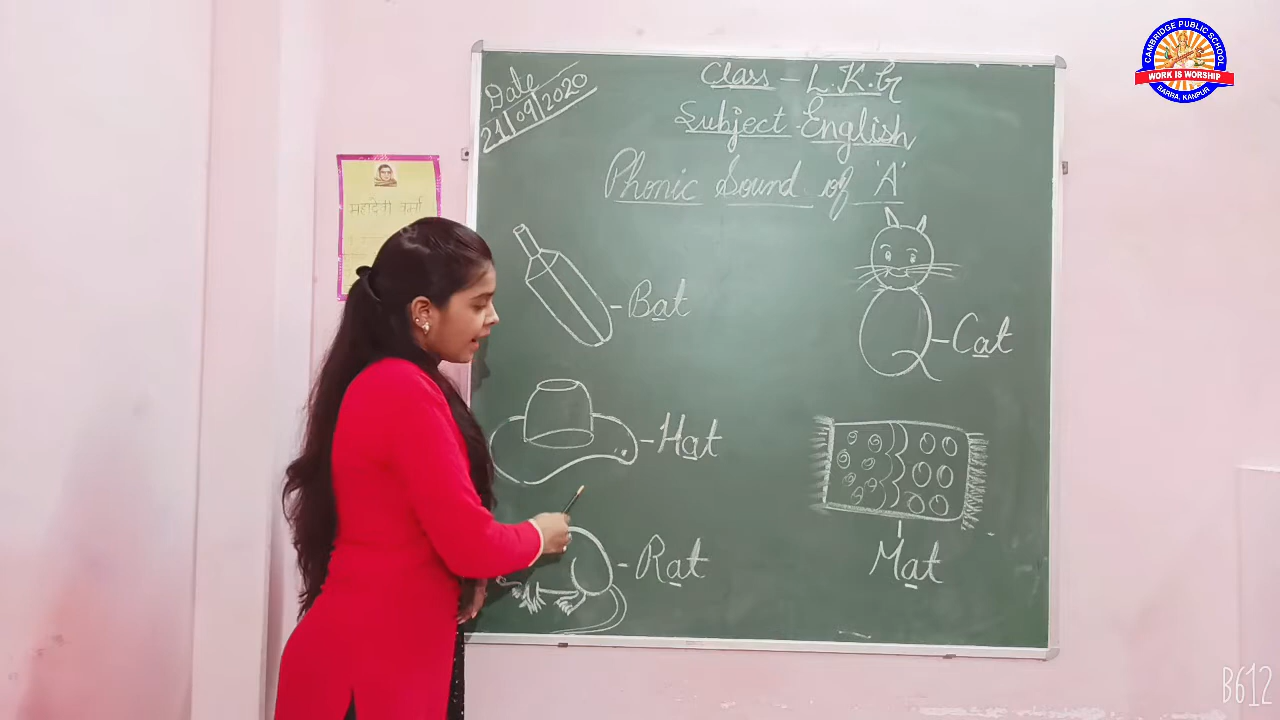 Date
21/09/2020
Class - L.K.G
Subject - English
Phonic Sound of 'A'
Bat
Cat
Hat
Mat
Rat
महादेवी वर्मा
CAMBRIDGE PUBLIC SCHOOL
WORK IS WORSHIP
BARRA, KANPUR
B612